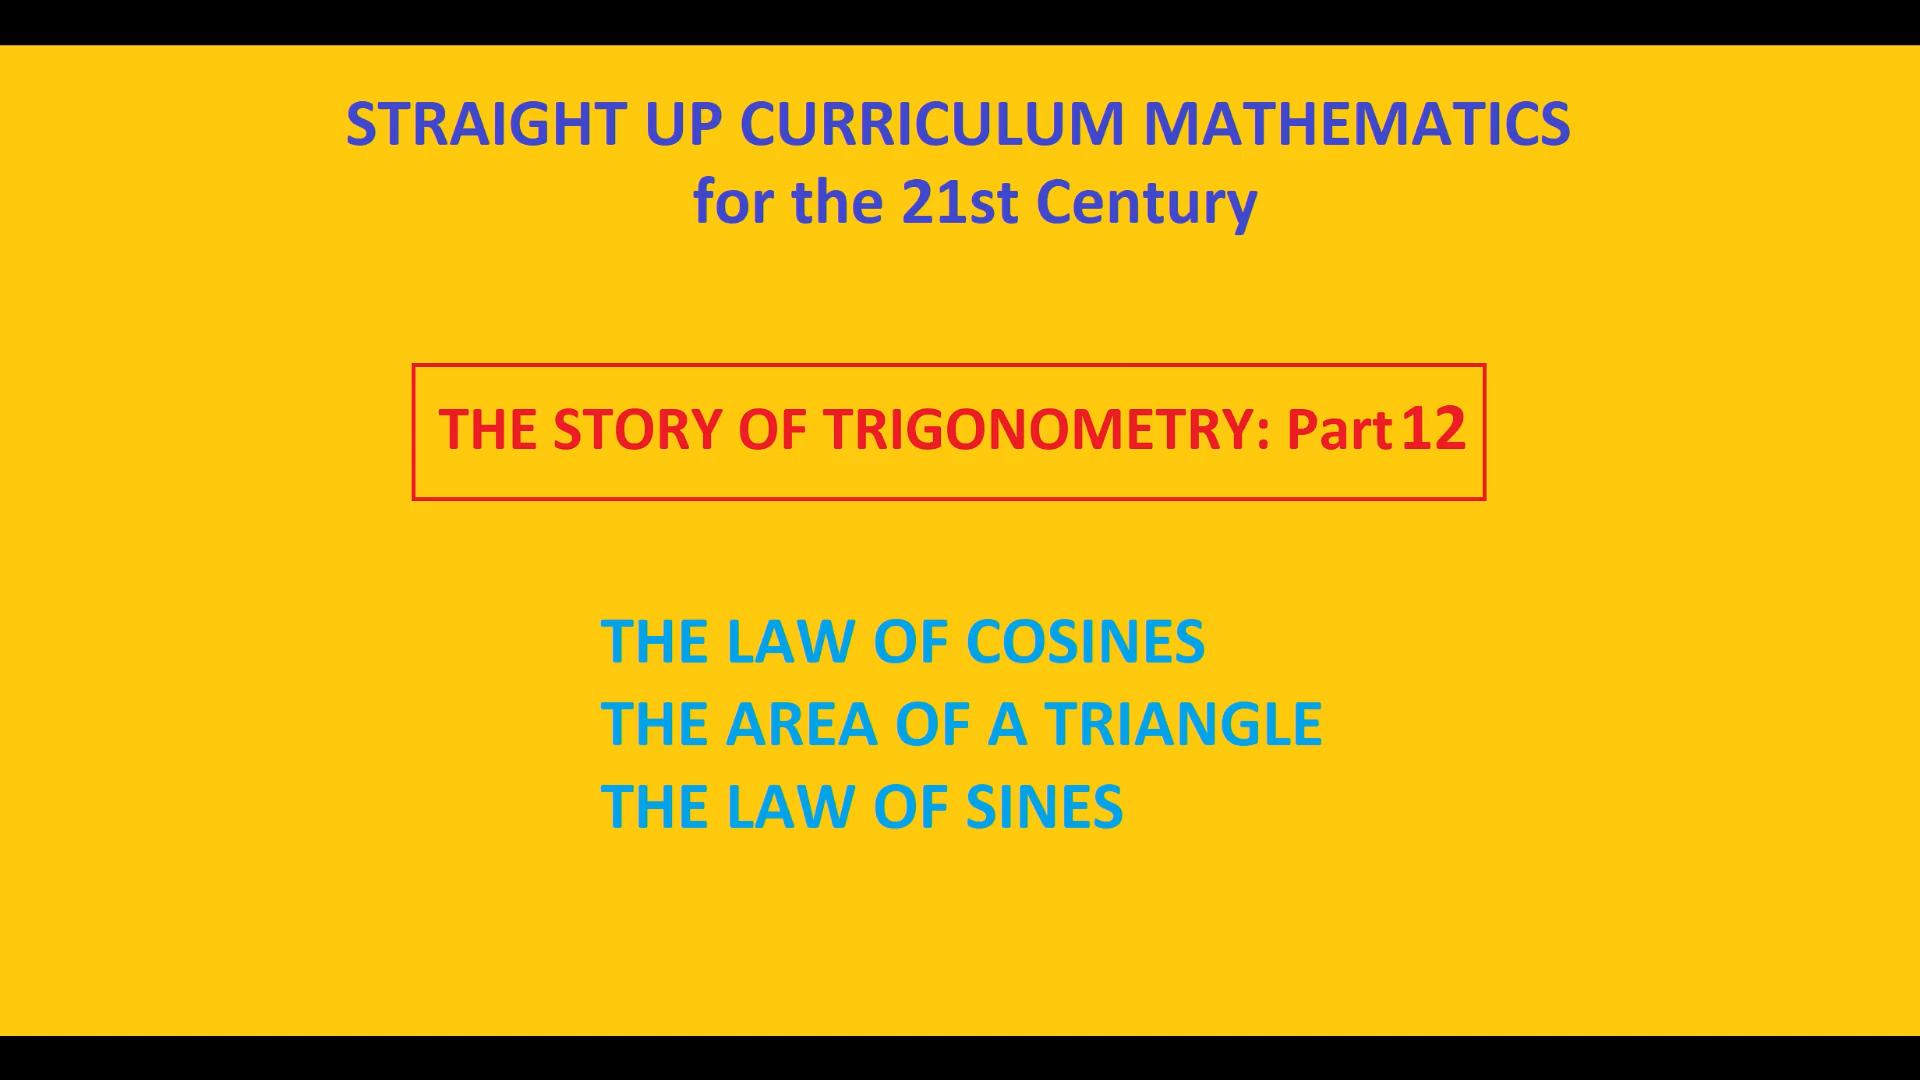 STRAIGHT UP CURRICULUM MATHEMATICS
for the 21st Century
THE STORY OF TRIGONOMETRY: Part 12
THE LAW OF COSINES
THE AREA OF A TRIANGLE
THE LAW OF SINES